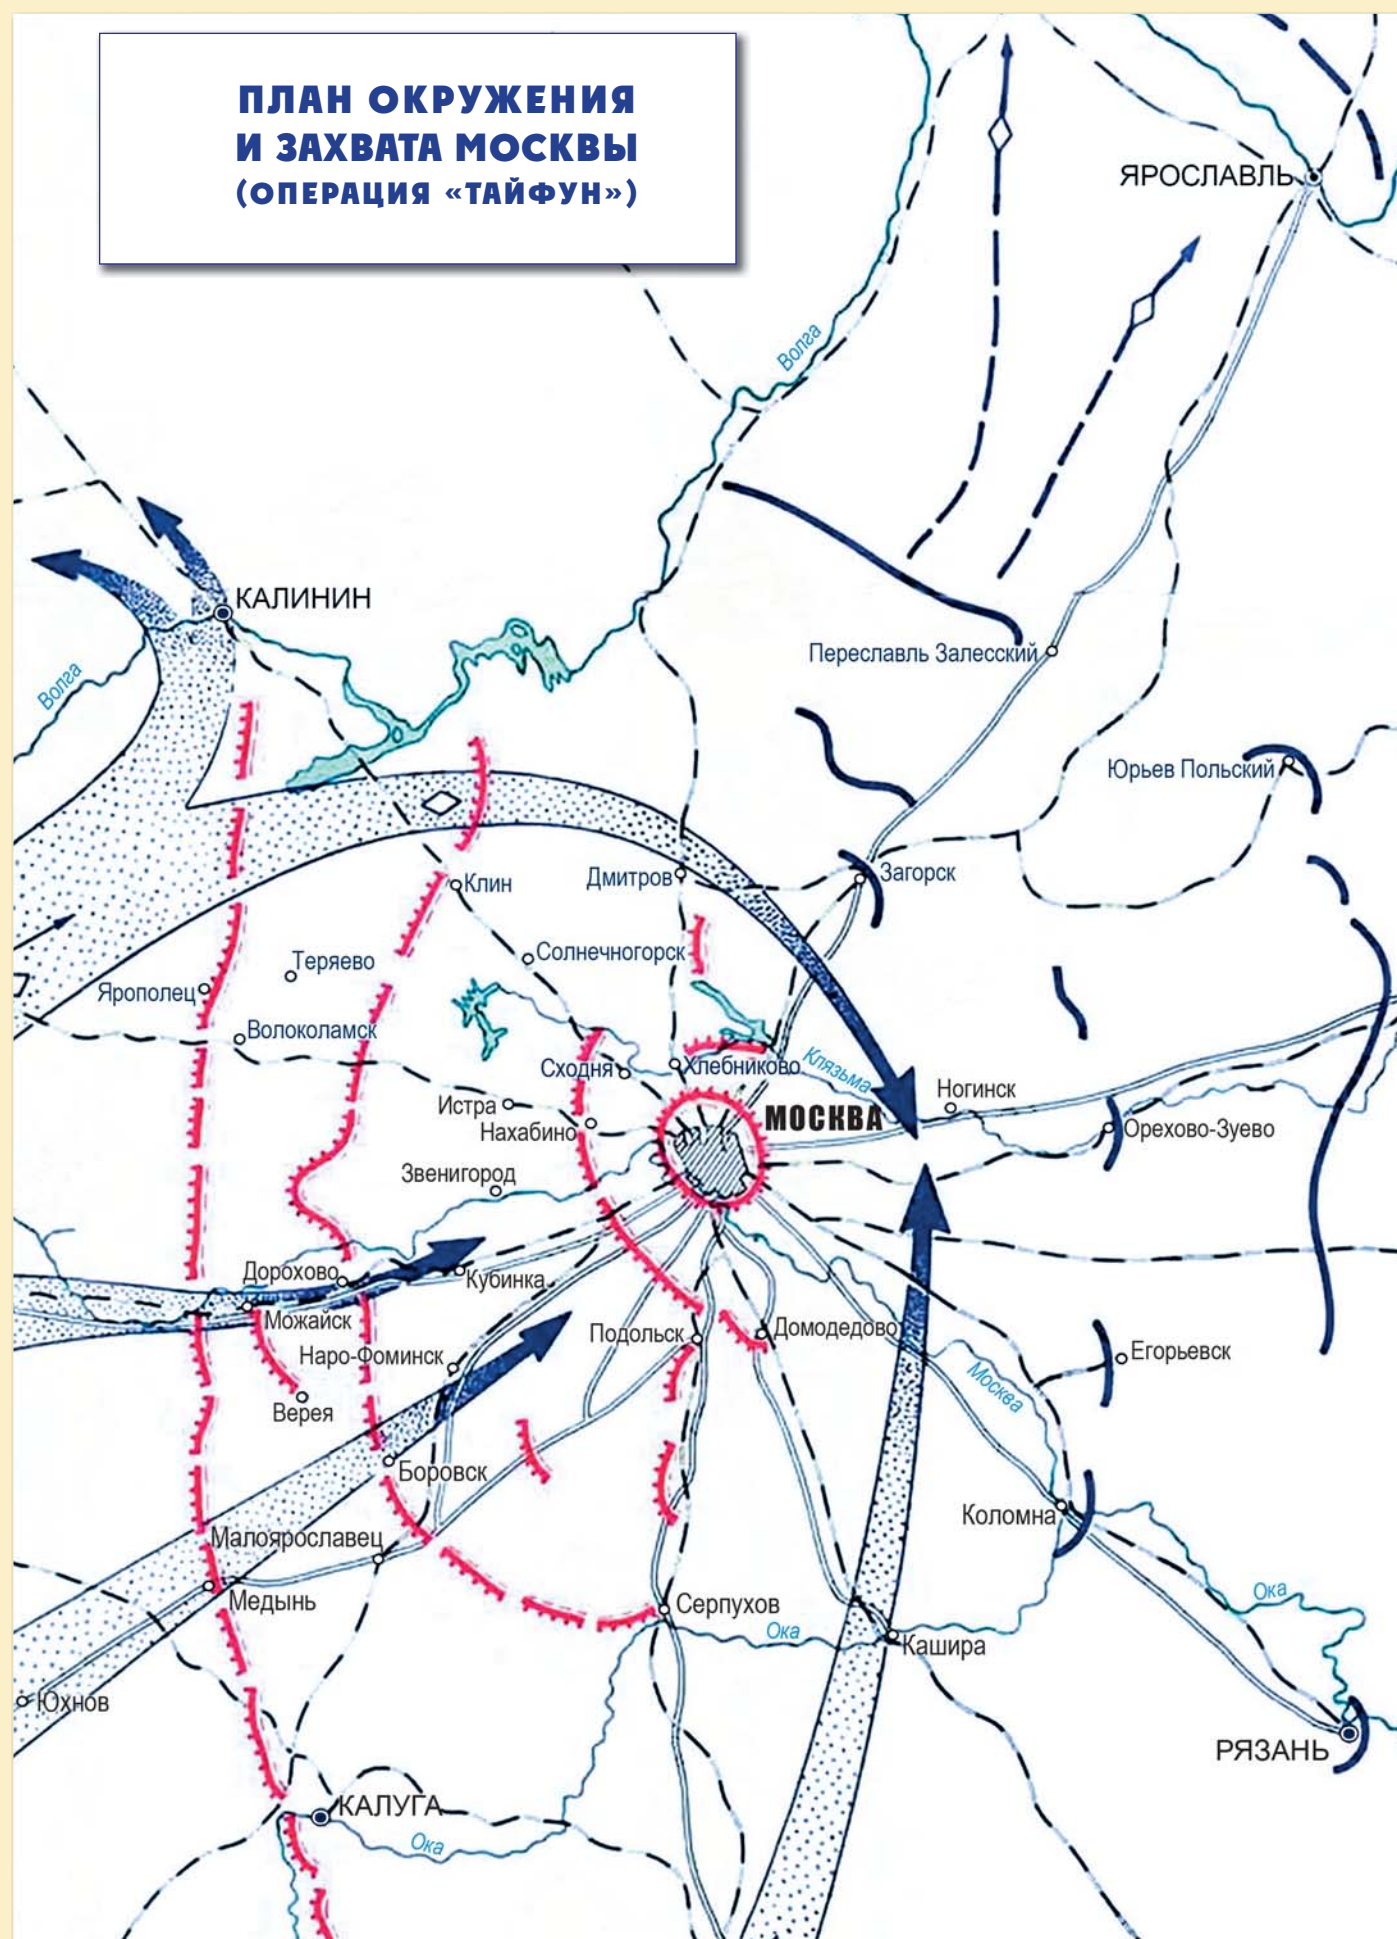 ПЛАН ОКРУЖЕНИЯ
И ЗАХВАТА МОСКВЫ
(ОПЕРАЦИЯ «ТАЙФУН»)
ЯРОСЛАВЛЬ
Волга
КАЛИНИН
Переславль Залесский
Волга
Юрьев Польский
Клин
Дмитров
Загорск
Солнечногорск
Теряево
Ярополец
Волоколамск
Сходня
Хлебниково
Клязьма
Ногинск
Истра
МОСКВА
Нахабино
Орехово-Зуево
Звенигород
Дорохово
Кубинка
Можайск
Подольск
Домодедово
Наро-Фоминск
Егорьевск
Москва
Верея
Боровск
Коломна
Малоярославец
Медынь
Серпухов
Ока
Ока
Кашира
Юхнов
РЯЗАНЬ
КАЛУГА
Ока